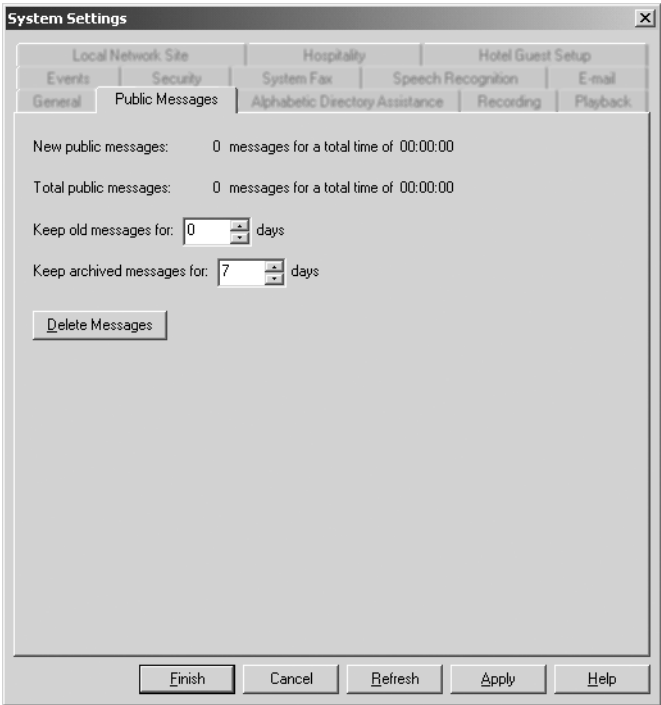 System Settings
Local Network Site Hospitality Hotel Guest Setup
Events Security System Fax Speech Recognition E-mail
General Public Messages Alphabetic Directory Assistance Recording Playback
New public messages: 0 messages for a total time of 00:00:00
Total public messages: 0 messages for a total time of 00:00:00
Keep old messages for: 0 days
Keep archived messages for: 7 days
Delete Messages
Finish Cancel Refresh Apply Help